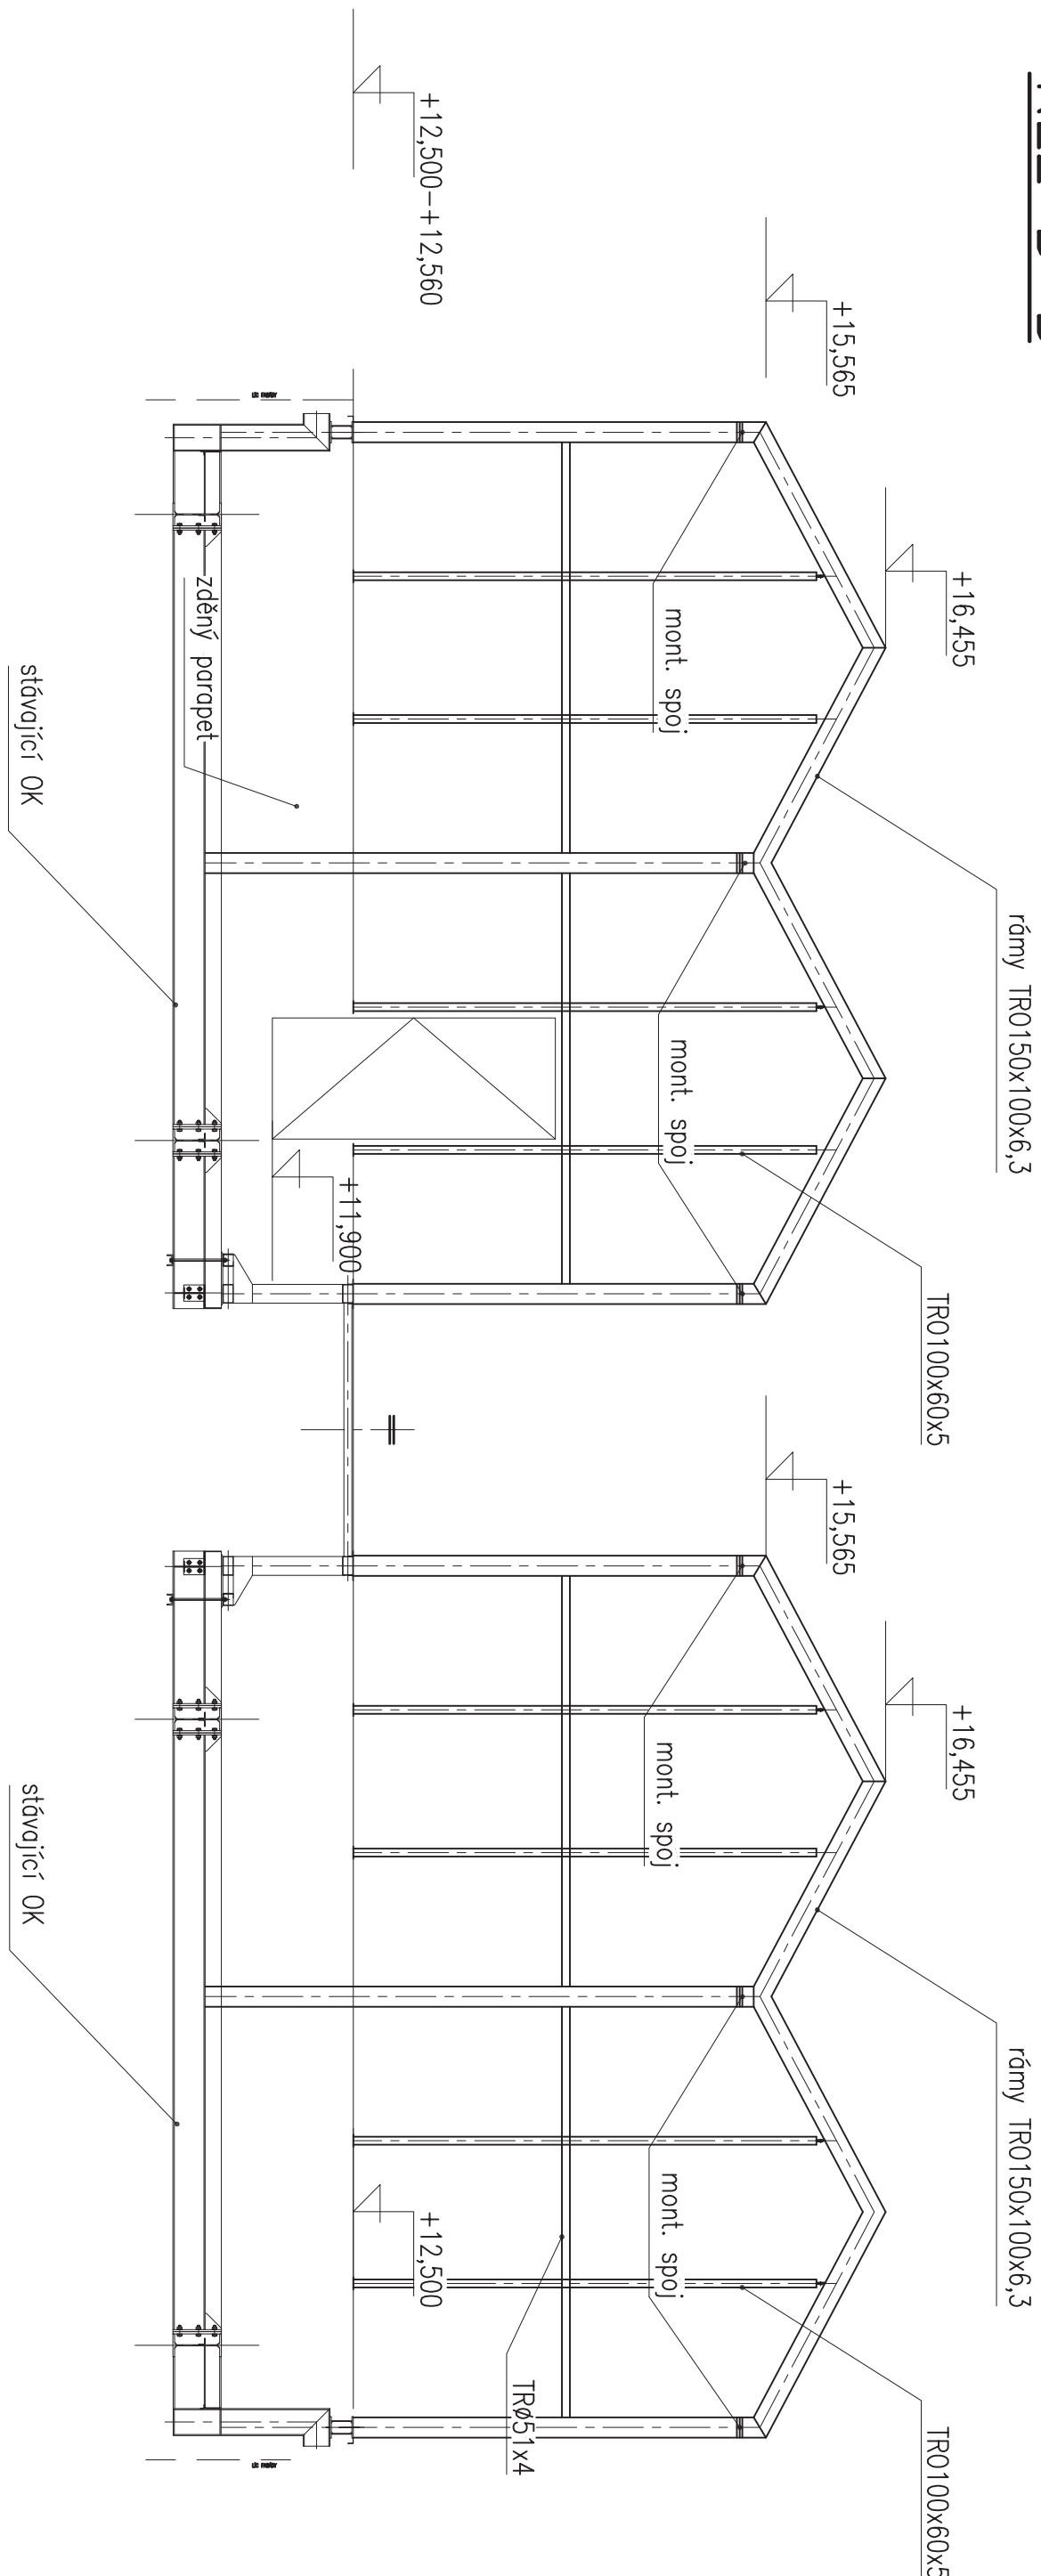 +16,455
+16,455
rámy TRO150x100x6,3
rámy TRO150x100x6,3
TRO100x60x5
TRO100x60x5
+15,565
+15,565
mont. spoj
mont. spoj
mont. spoj
mont. spoj
+12,500-+12,560
+12,500
TRØ51x4
+11,900
zděný parapet
stávající OK
stávající OK